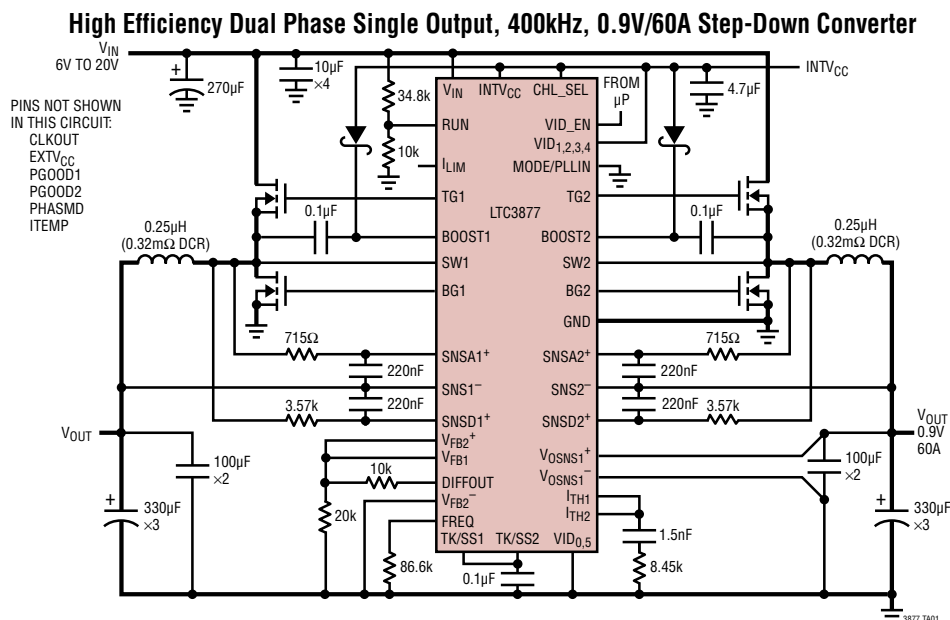 High Efficiency Dual Phase Single Output, 400kHz, 0.9V/60A Step-Down Converter
VIN
6V TO 20V
270µF
10µF
×4
34.8k
10k
INTVCC
4.7µF
PINS NOT SHOWN
IN THIS CIRCUIT:
CLKOUT
EXTVCC
PGOOD1
PGOOD2
PHASMD
ITEMP
VIN
INTVCC
CHL_SEL
FROM
µP
RUN
VID_EN
VID1,2,3,4
ILIM
MODE/PLLIN
TG1
TG2
LTC3877
0.1µF
0.1µF
0.25µH
(0.32mΩ DCR)
0.25µH
(0.32mΩ DCR)
BOOST1
BOOST2
SW1
SW2
BG1
BG2
GND
715Ω
715Ω
SNSA1+
SNSA2+
220nF
220nF
SNS1–
SNS2–
220nF
220nF
3.57k
3.57k
SNSD1+
SNSD2+
VOUT
VOUT
0.9V
60A
VFB2+
VFB1
VOSNS1+
VOSNS1–
100µF
×2
100µF
×2
10k
DIFFOUT
VFB2–
ITH1
ITH2
330µF
×3
330µF
×3
20k
FREQ
TK/SS1
TK/SS2
VID0,5
1.5nF
86.6k
0.1µF
8.45k
3877 TA01